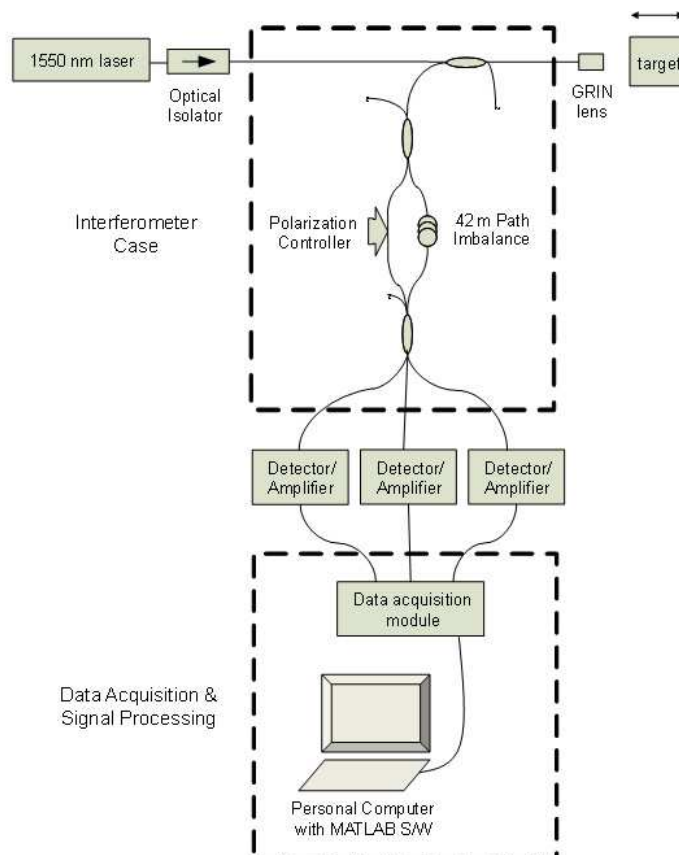 1550 nm laser
Optical
Isolator
GRIN
lens
target
Interferometer
Case
Polarization
Controller
42 m Path
Imbalance
Detector/
Amplifier
Detector/
Amplifier
Detector/
Amplifier
Data acquisition
module
Data Acquisition &
Signal Processing
Personal Computer
with MATLAB S/W